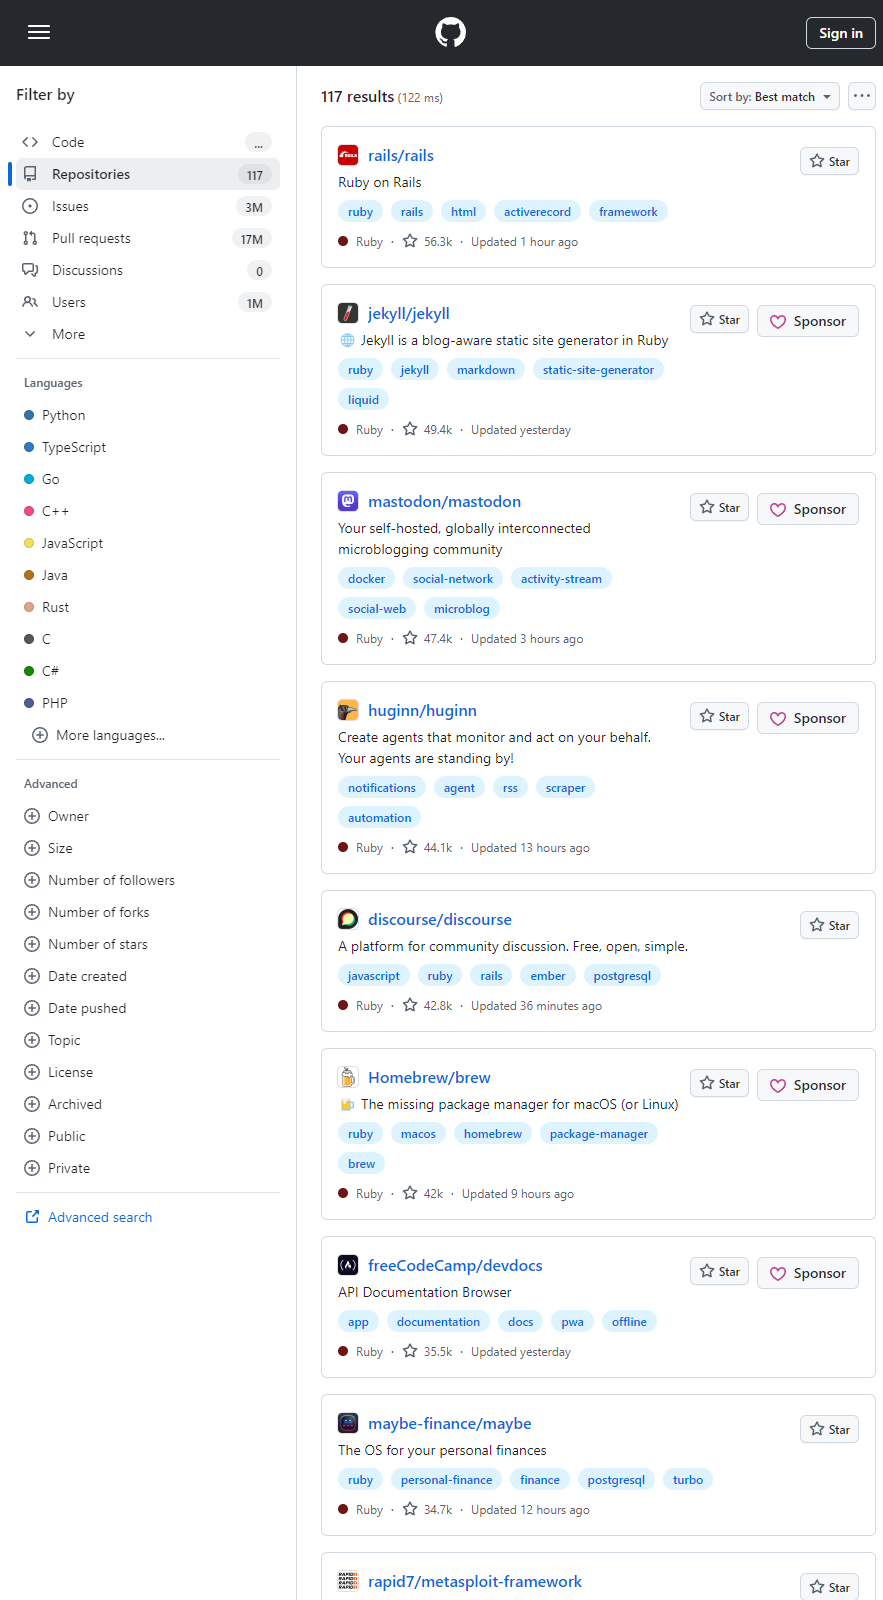 Sign in
Filter by
Code ...
Repositories 117
Issues 3M
Pull requests 17M
Discussions 0
Users 1M
More
Languages
Python
TypeScript
Go
C++
JavaScript
Java
Rust
C
C#
PHP
More languages...
Advanced
Owner
Size
Number of followers
Number of forks
Number of stars
Date created
Date pushed
Topic
License
Archived
Public
Private
Advanced search
117 results (122 ms)
Sort by: Best match
rails/rails
Star
Ruby on Rails
ruby rails html activerecord framework
Ruby · 56.3k · Updated 1 hour ago
jekyll/jekyll
Star Sponsor
Jekyll is a blog-aware static site generator in Ruby
ruby jekyll markdown static-site-generator
liquid
Ruby · 49.4k · Updated yesterday
mastodon/mastodon
Star Sponsor
Your self-hosted, globally interconnected
microblogging community
docker social-network activity-stream
social-web microblog
Ruby · 47.4k · Updated 3 hours ago
huginn/huginn
Star Sponsor
Create agents that monitor and act on your behalf.
Your agents are standing by!
notifications agent rss scraper
automation
Ruby · 44.1k · Updated 13 hours ago
discourse/discourse
Star
A platform for community discussion. Free, open, simple.
javascript ruby rails ember postgresql
Ruby · 42.8k · Updated 36 minutes ago
Homebrew/brew
Star Sponsor
The missing package manager for macOS (or Linux)
ruby macos homebrew package-manager
brew
Ruby · 42k · Updated 9 hours ago
freeCodeCamp/devdocs
Star Sponsor
API Documentation Browser
app documentation docs pwa offline
Ruby · 35.5k · Updated yesterday
maybe-finance/maybe
Star
The OS for your personal finances
ruby personal-finance finance postgresql turbo
Ruby · 34.7k · Updated 12 hours ago
rapid7/metasploit-framework
Star